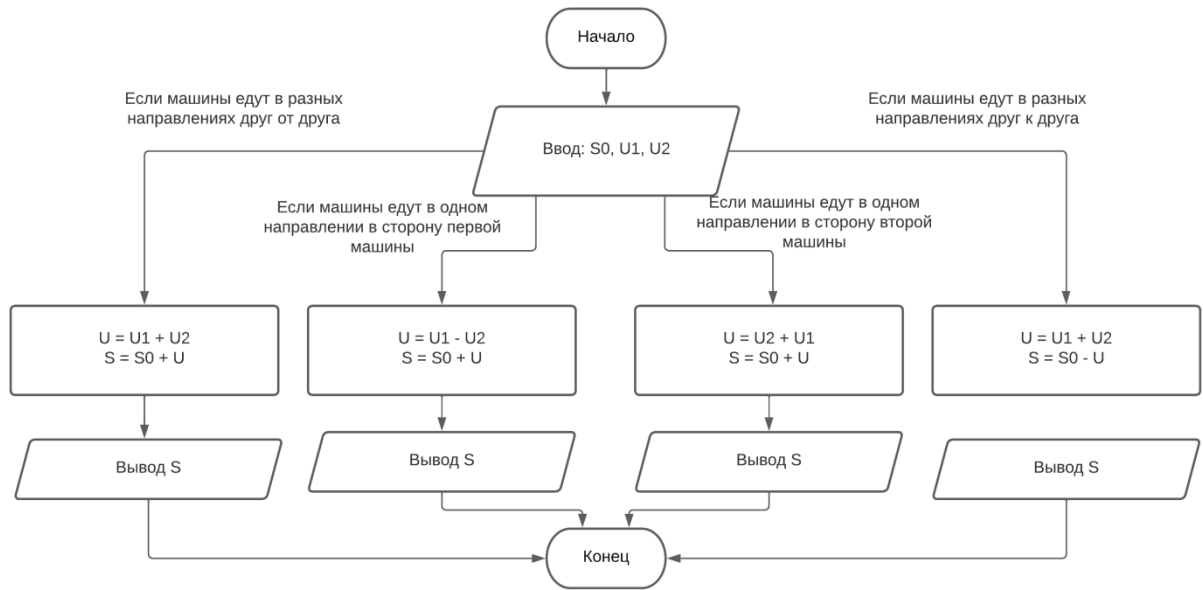 Начало
Если машины едут в разных
направлениях друг от друга
Если машины едут в разных
направлениях друг к друга
Ввод: S0, U1, U2
Если машины едут в одном
направлении в сторону первой
машины
Если машины едут в одном
направлении в сторону второй
машины
U = U1 + U2
S = S0 + U
U = U1 - U2
S = S0 + U
U = U2 + U1
S = S0 + U
U = U1 + U2
S = S0 - U
Вывод S
Вывод S
Вывод S
Вывод S
Конец